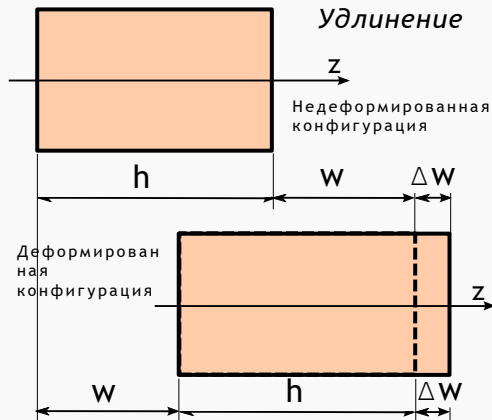 Удлинение
z
Недеформированная
конфигурация
h w Δw
Деформирован
ная
конфигурация
z
w h Δw